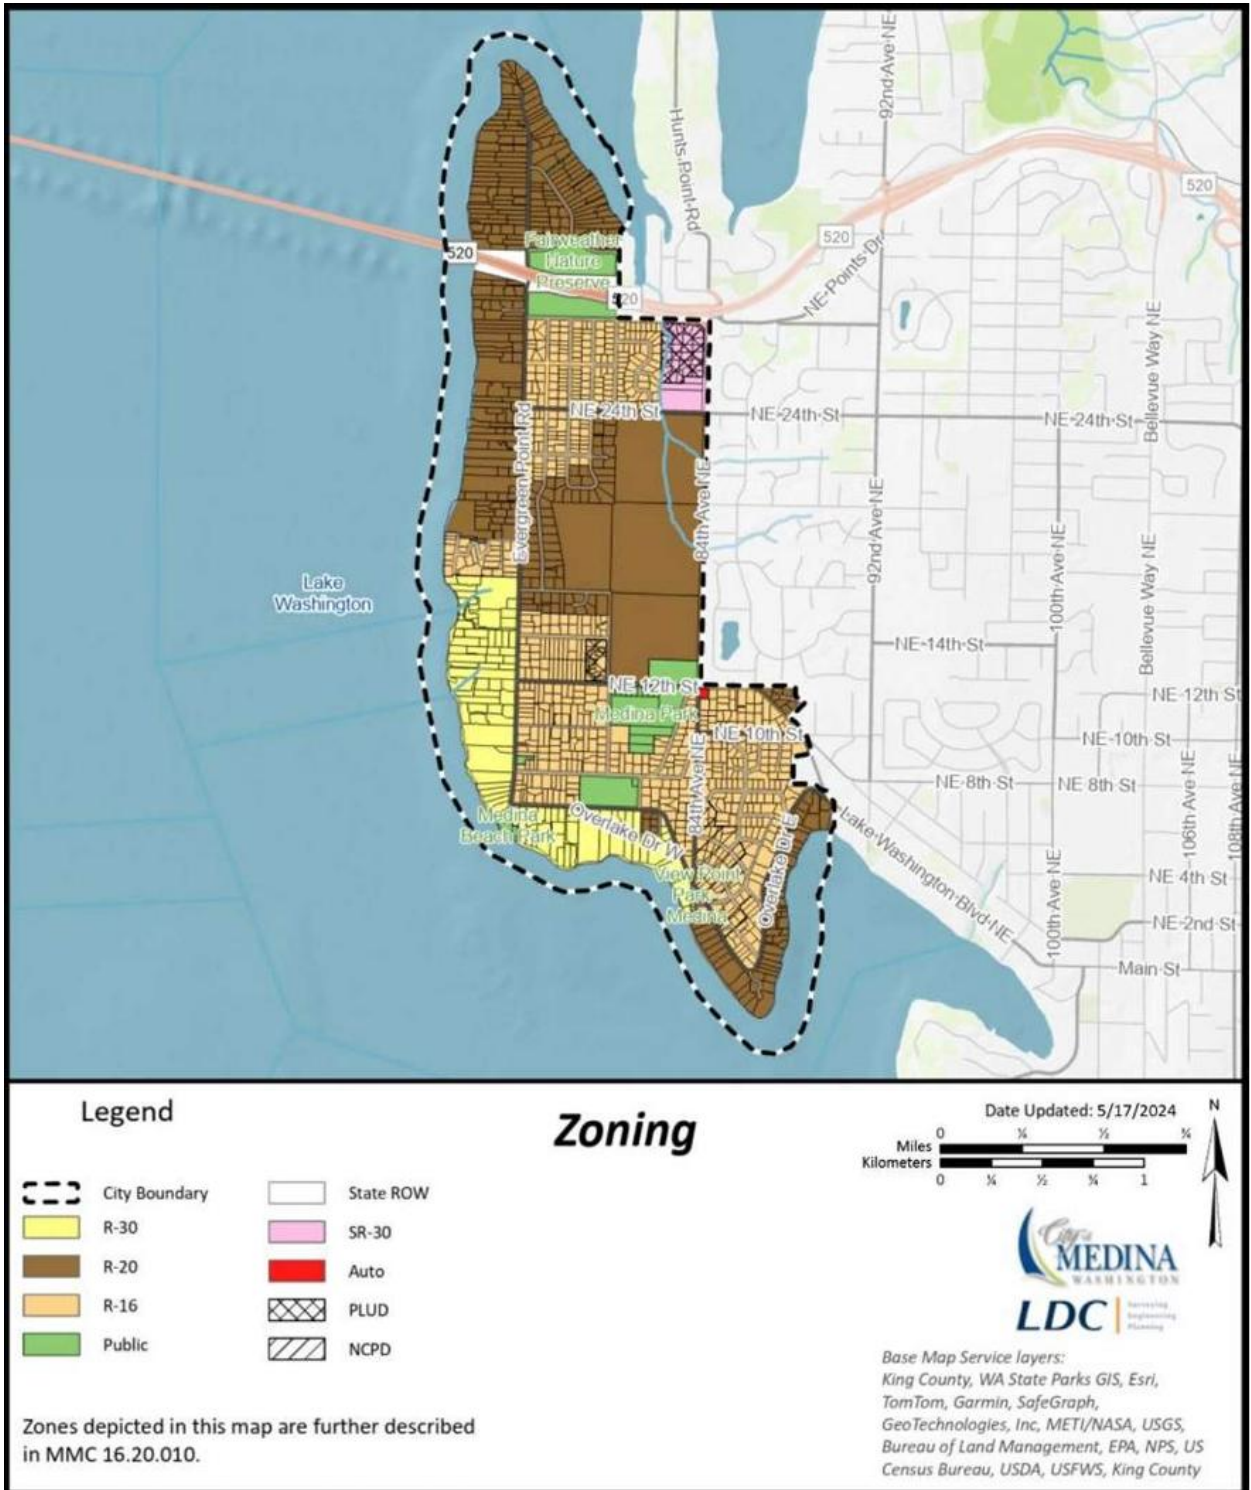 92nd Ave NE
Hunts Point Rd
520
520
Fairweather
Nature
Preserve
520
520
NE Points Dr
Bellevue Way NE
NE 24th St
NE 24th St
NE 24th St
Evergreen Point Rd
84th Ave NE
92nd Ave NE
100th Ave NE
Bellevue Way NE
Lake
Washington
NE 14th St
NE 12th St
NE 12th St
Medina Park
NE 10th St
NE 10th St
84th Ave NE
NE 8th St
NE 8th St
106th Ave NE
108th Ave NE
Medina
Beach Park
Overlake Dr W
Overlake Dr E
Lake Washington Blvd NE
View Point
Park
Medina
100th Ave NE
NE 4th St
NE 2nd St
Main St
Legend
City Boundary
R-30
R-20
R-16
Public
State ROW
SR-30
Auto
PLUD
NCPD
Zones depicted in this map are further described
in MMC 16.20.010.
Zoning
Date Updated: 5/17/2024
N
0 ¼ ½ ¾
Miles
Kilometers
0 ¼ ½ ¾ 1
City of
MEDINA
WASHINGTON
LDC
Surveying
Engineering
Planning
Base Map Service layers:
King County, WA State Parks GIS, Esri,
TomTom, Garmin, SafeGraph,
GeoTechnologies, Inc, METI/NASA, USGS,
Bureau of Land Management, EPA, NPS, US
Census Bureau, USDA, USFWS, King County